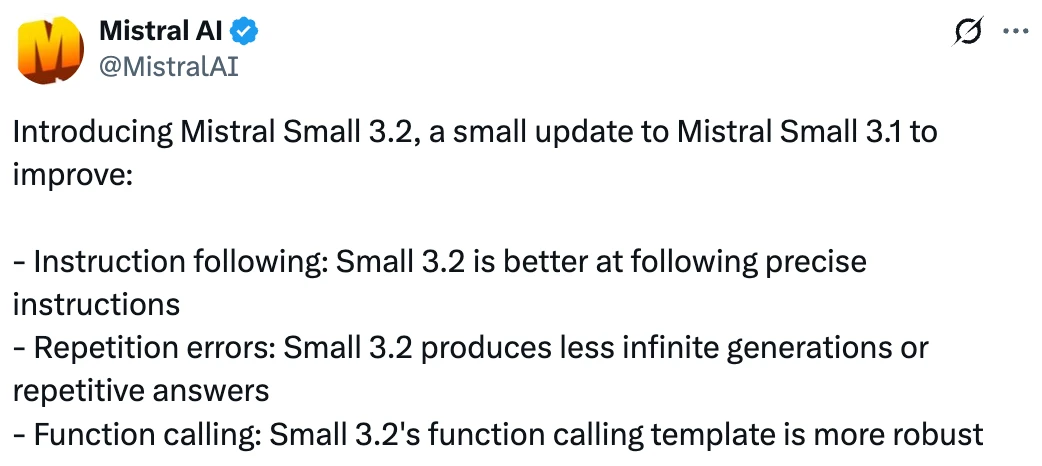 Mistral AI
@MistralAI
Introducing Mistral Small 3.2, a small update to Mistral Small 3.1 to
improve:
- Instruction following: Small 3.2 is better at following precise
instructions
- Repetition errors: Small 3.2 produces less infinite generations or
repetitive answers
- Function calling: Small 3.2's function calling template is more robust